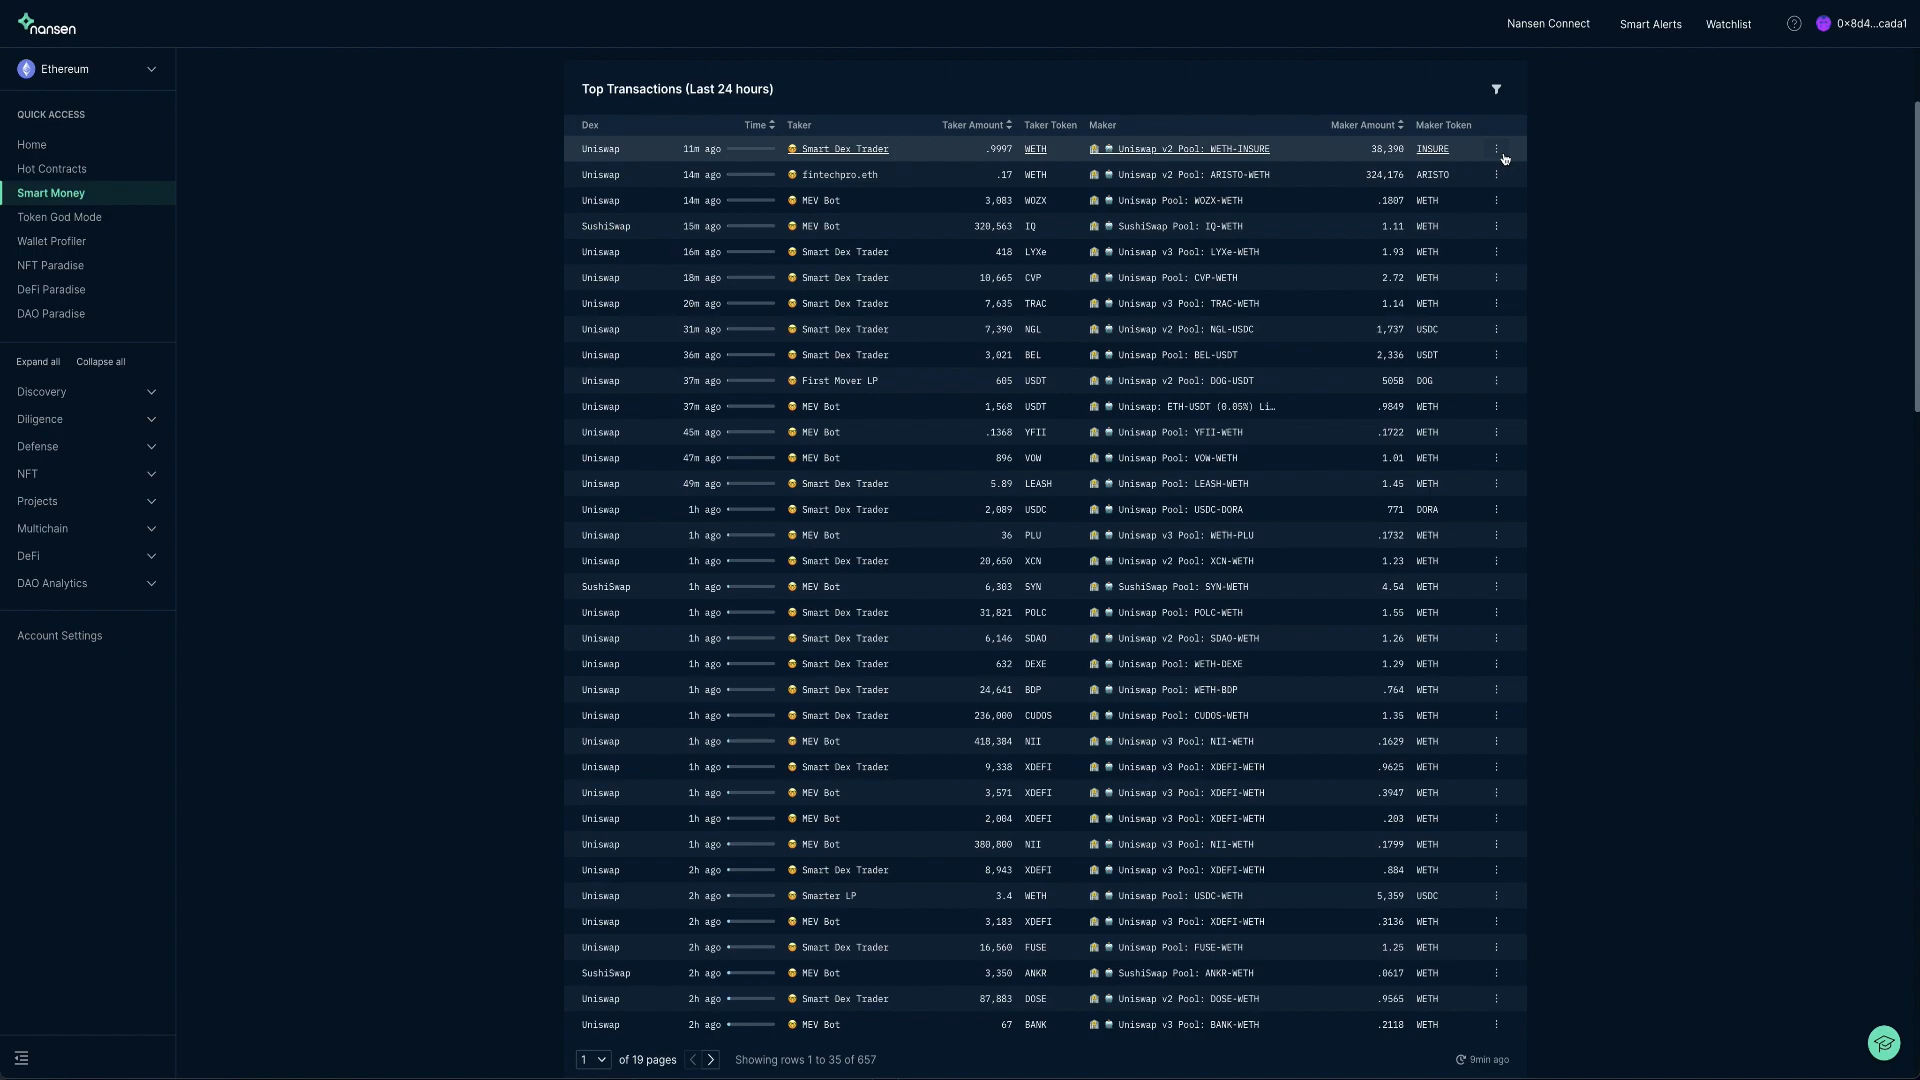 nansen
Nansen Connect Smart Alerts Watchlist 0x8d4...cada1
Ethereum
QUICK ACCESS
Home
Hot Contracts
Smart Money
Token God Mode
Wallet Profiler
NFT Paradise
DeFi Paradise
DAO Paradise
Expand all Collapse all
Discovery
Diligence
Defense
NFT
Projects
Multichain
DeFi
DAO Analytics
Account Settings
Top Transactions (Last 24 hours)
Dex Time Taker Taker Amount Taker Token Maker Maker Amount Maker Token
Uniswap 11m ago Smart Dex Trader .9997 WETH Uniswap v2 Pool: WETH-INSURE 38,390 INSURE
Uniswap 14m ago fintechpro.eth .17 WETH Uniswap v2 Pool: ARISTO-WETH 324,176 ARISTO
Uniswap 14m ago MEV Bot 3,083 WOZX Uniswap Pool: WOZX-WETH .1807 WETH
SushiSwap 15m ago MEV Bot 320,563 IQ SushiSwap Pool: IQ-WETH 1.11 WETH
Uniswap 16m ago Smart Dex Trader 418 LYXe Uniswap v3 Pool: LYXe-WETH 1.93 WETH
Uniswap 18m ago Smart Dex Trader 10,665 CVP Uniswap Pool: CVP-WETH 2.72 WETH
Uniswap 20m ago Smart Dex Trader 7,635 TRAC Uniswap v3 Pool: TRAC-WETH 1.14 WETH
Uniswap 31m ago Smart Dex Trader 7,390 NGL Uniswap v2 Pool: NGL-USDC 1,737 USDC
Uniswap 36m ago Smart Dex Trader 3,021 BEL Uniswap Pool: BEL-USDT 2,336 USDT
Uniswap 37m ago First Mover LP 605 USDT Uniswap v2 Pool: DOG-USDT 505B DOG
Uniswap 37m ago MEV Bot 1,568 USDT Uniswap: ETH-USDT (0.05%) Li… .9849 WETH
Uniswap 45m ago MEV Bot .1368 YFII Uniswap Pool: YFII-WETH .1722 WETH
Uniswap 47m ago MEV Bot 896 VOW Uniswap Pool: VOW-WETH 1.01 WETH
Uniswap 49m ago Smart Dex Trader 5.89 LEASH Uniswap Pool: LEASH-WETH 1.45 WETH
Uniswap 1h ago Smart Dex Trader 2,089 USDC Uniswap Pool: USDC-DORA 771 DORA
Uniswap 1h ago MEV Bot 36 PLU Uniswap v3 Pool: WETH-PLU .1732 WETH
Uniswap 1h ago Smart Dex Trader 20,650 XCN Uniswap v2 Pool: XCN-WETH 1.23 WETH
SushiSwap 1h ago MEV Bot 6,303 SYN SushiSwap Pool: SYN-WETH 4.54 WETH
Uniswap 1h ago Smart Dex Trader 31,821 POLC Uniswap Pool: POLC-WETH 1.55 WETH
Uniswap 1h ago Smart Dex Trader 6,146 SDAO Uniswap v2 Pool: SDAO-WETH 1.26 WETH
Uniswap 1h ago Smart Dex Trader 632 DEXE Uniswap Pool: WETH-DEXE 1.29 WETH
Uniswap 1h ago Smart Dex Trader 24,641 BDP Uniswap Pool: WETH-BDP .764 WETH
Uniswap 1h ago Smart Dex Trader 236,000 CUDOS Uniswap Pool: CUDOS-WETH 1.35 WETH
Uniswap 1h ago MEV Bot 418,384 NII Uniswap v3 Pool: NII-WETH .1629 WETH
Uniswap 1h ago Smart Dex Trader 9,338 XDEFI Uniswap v3 Pool: XDEFI-WETH .9625 WETH
Uniswap 1h ago MEV Bot 3,571 XDEFI Uniswap v3 Pool: XDEFI-WETH .3947 WETH
Uniswap 1h ago MEV Bot 2,004 XDEFI Uniswap v3 Pool: XDEFI-WETH .203 WETH
Uniswap 1h ago MEV Bot 380,800 NII Uniswap v3 Pool: NII-WETH .1799 WETH
Uniswap 2h ago Smart Dex Trader 8,943 XDEFI Uniswap v3 Pool: XDEFI-WETH .884 WETH
Uniswap 2h ago Smarter LP 3.4 WETH Uniswap Pool: USDC-WETH 5,359 USDC
Uniswap 2h ago MEV Bot 3,183 XDEFI Uniswap v3 Pool: XDEFI-WETH .3136 WETH
Uniswap 2h ago Smart Dex Trader 16,560 FUSE Uniswap Pool: FUSE-WETH 1.25 WETH
SushiSwap 2h ago MEV Bot 3,350 ANKR SushiSwap Pool: ANKR-WETH .0617 WETH
Uniswap 2h ago Smart Dex Trader 87,883 DOSE Uniswap v2 Pool: DOSE-WETH .9565 WETH
Uniswap 2h ago MEV Bot 67 BANK Uniswap v3 Pool: BANK-WETH .2118 WETH
1 of 19 pages Showing rows 1 to 35 of 657 9min ago